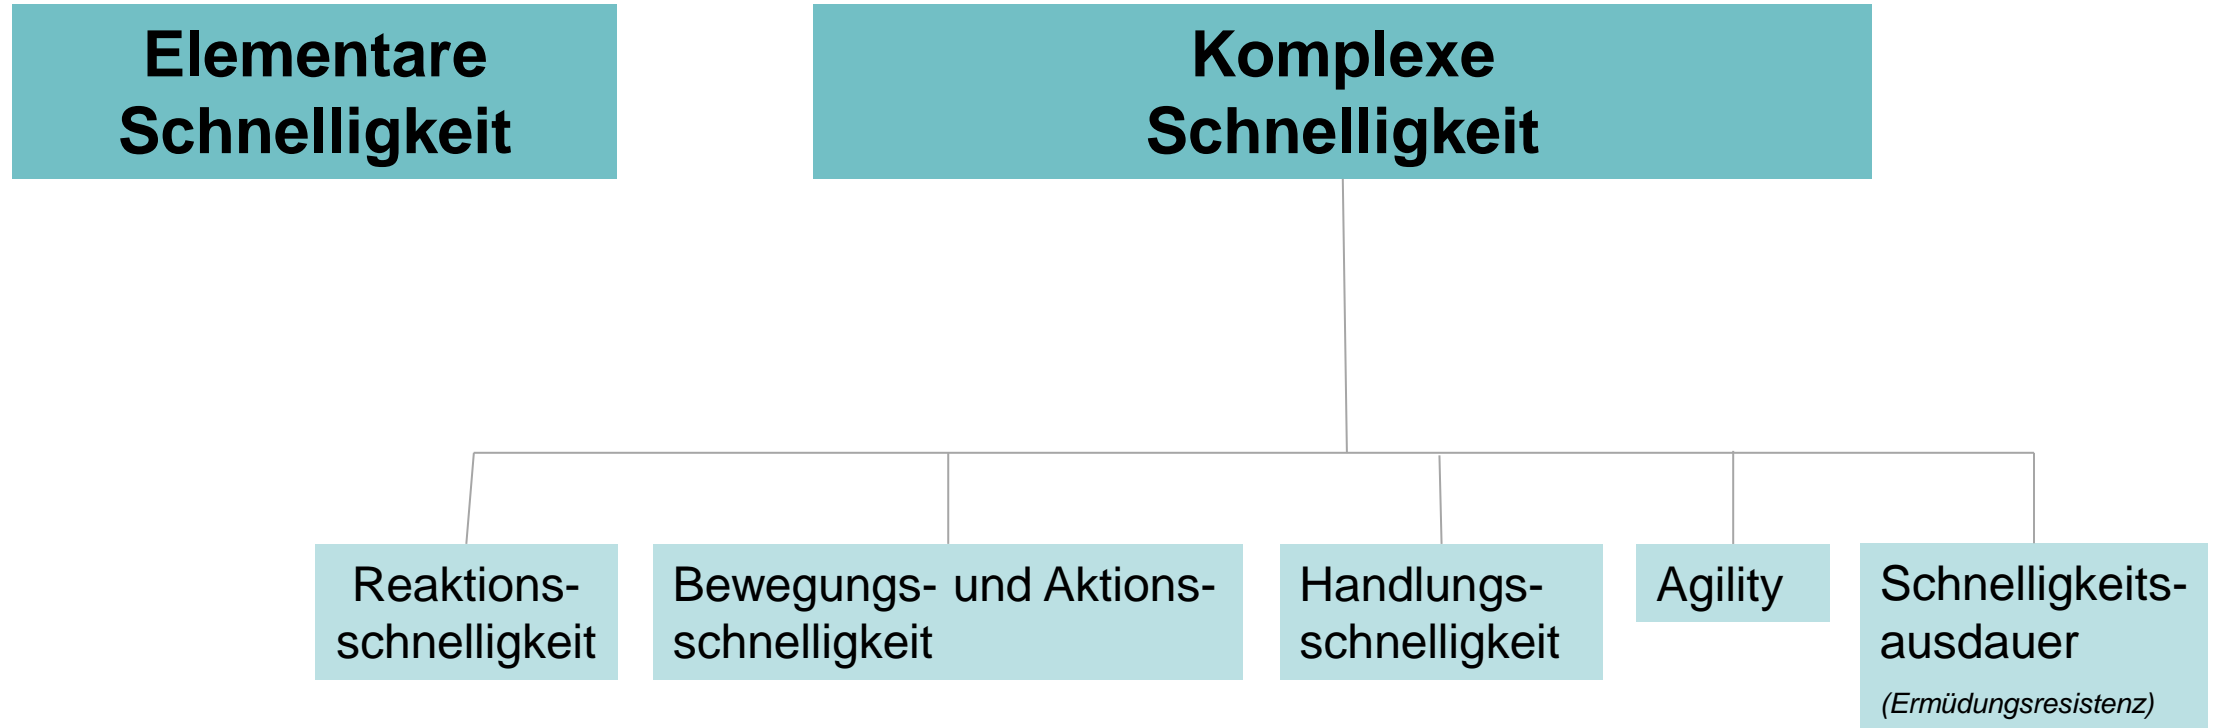 Elementare
Schnelligkeit
Komplexe
Schnelligkeit
Reaktions-
schnelligkeit
Bewegungs- und Aktions-
schnelligkeit
Handlungs-
schnelligkeit
Agility
Schnelligkeits-
ausdauer
(Ermüdungsresistenz)